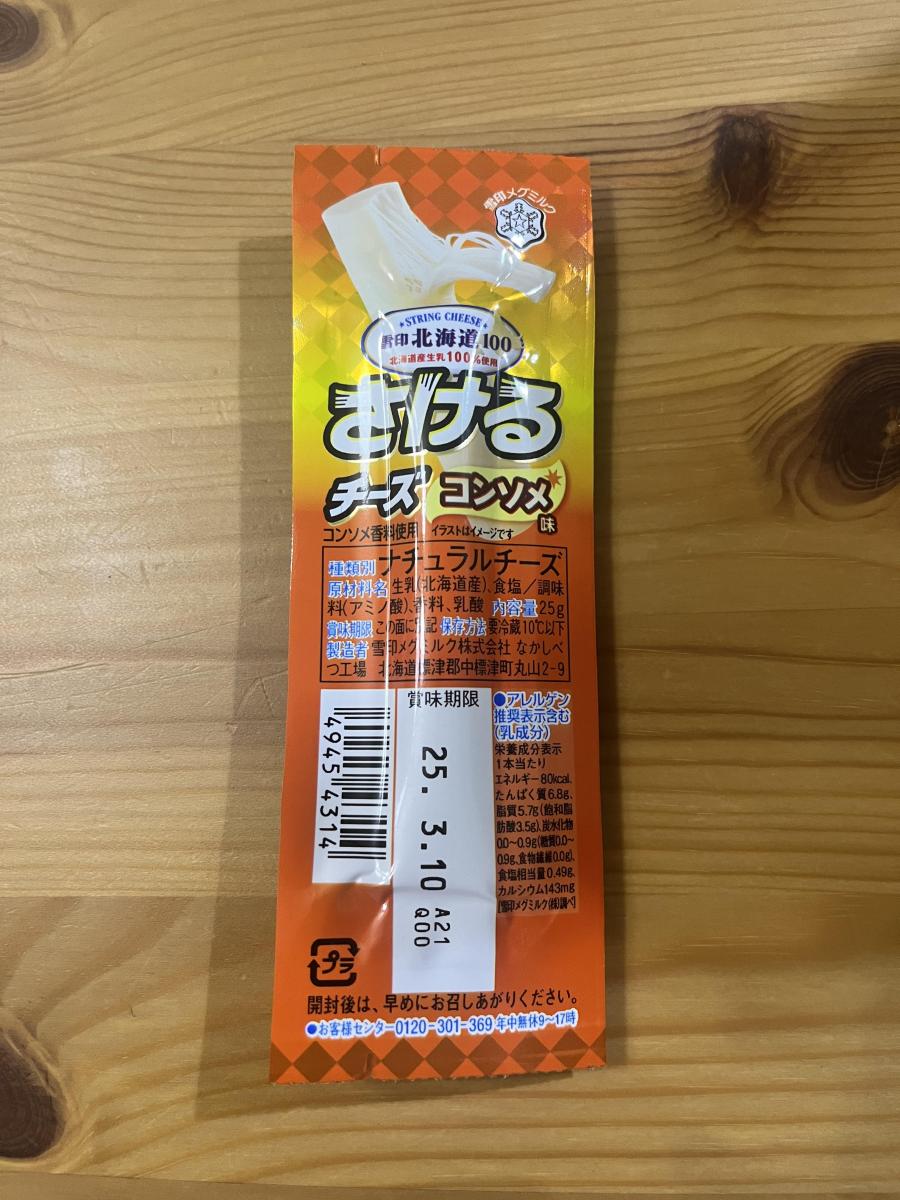 雪印メグミルク
STRING CHEESE
雪印北海道100
北海道産生乳100%使用
さける
チーズ コンソメ味
コンソメ香料使用 イラストはイメージです
種類別 ナチュラルチーズ
原材料名 生乳(北海道産)、食塩/調味
料(アミノ酸)、香料、乳酸 内容量 25g
賞味期限 この面に別記 保存方法 要冷蔵10℃以下
製造者 雪印メグミルク株式会社 なかしべ
つ工場 北海道標津郡中標津町丸山2-9
49454314
賞味期限
25. 3.10
A21
Q00
●アレルゲン
推奨表示含む
(乳成分)
栄養成分表示
1本当たり
エネルギー80kcal、
たんぱく質6.8g、
脂質5.7g(飽和脂
肪酸3.5g)、炭水化物
0.0~0.9g(糖質0.0~
0.9g、食物繊維0.0g)、
食塩相当量0.49g、
カルシウム143mg
[雪印メグミルク(株)調べ]
プラ
開封後は、早めにお召しあがりください。
●お客様センター0120-301-369 年中無休9~17時